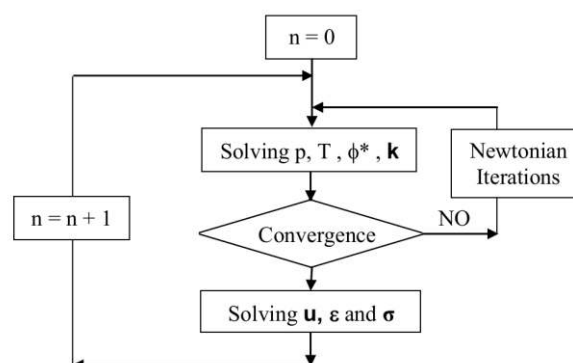 n = 0
Solving p, T , ϕ* , k
Newtonian
Iterations
n = n + 1
Convergence
NO
Solving u, ε and σ